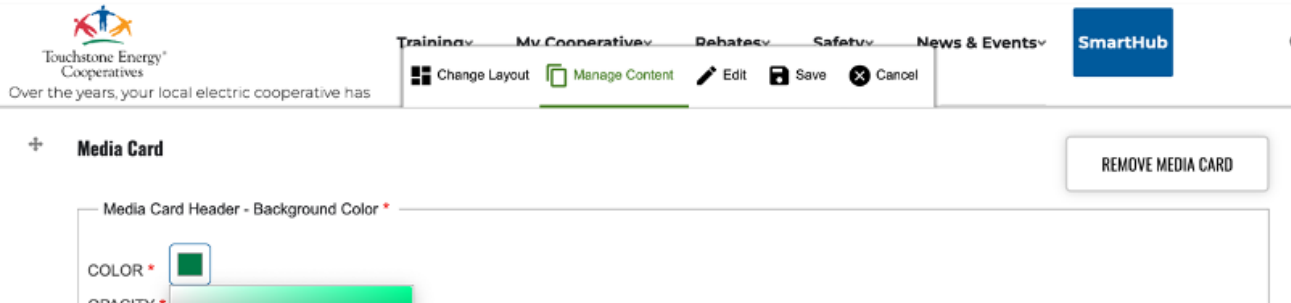 Touchstone Energy®
Cooperatives
Over the years, your local electric cooperative has
Training My Cooperative Rebates Safety News & Events SmartHub
Change Layout Manage Content Edit Save Cancel
Media Card
REMOVE MEDIA CARD
Media Card Header - Background Color *
COLOR *
OPACITY *